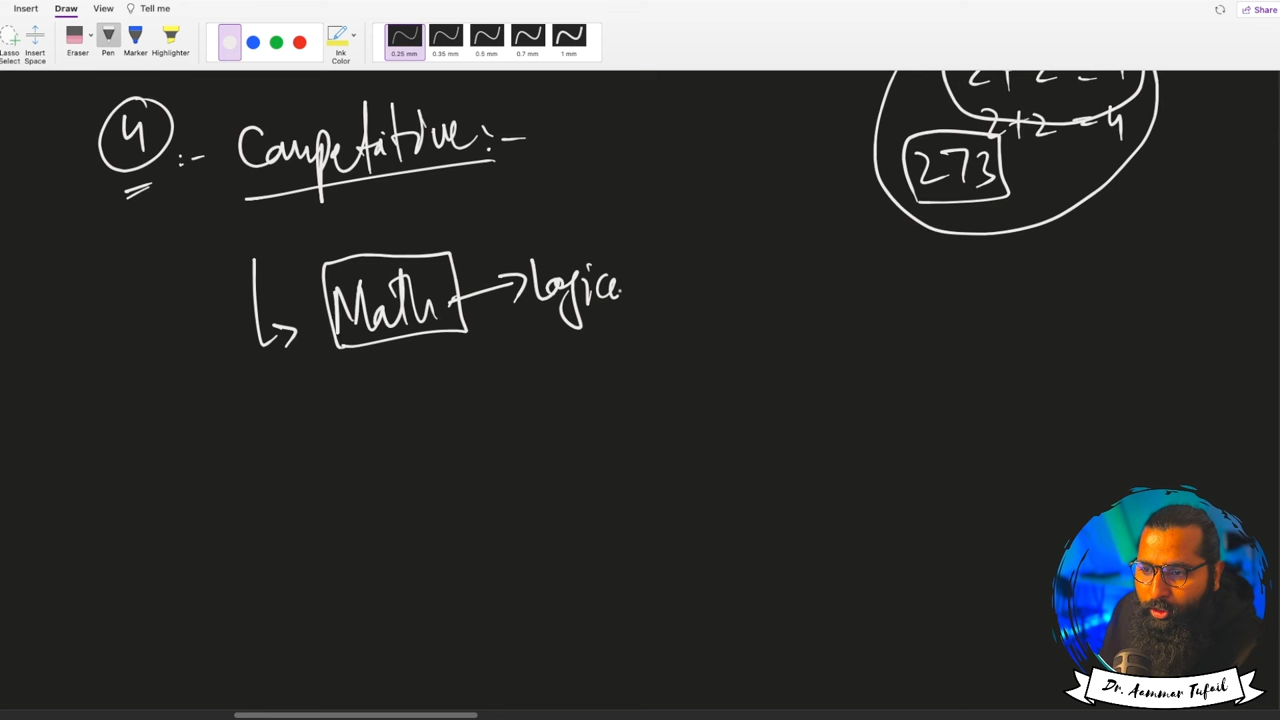 Insert Draw View Tell me
Share
Lasso Select
Insert Space
Eraser
Pen
Marker
Highlighter
Ink Color
0.25 mm 0.35 mm 0.5 mm 0.7 mm 1 mm
2+2=4
273
4 :- Competative:-
Math → Logica
Dr. Aammar Tufail